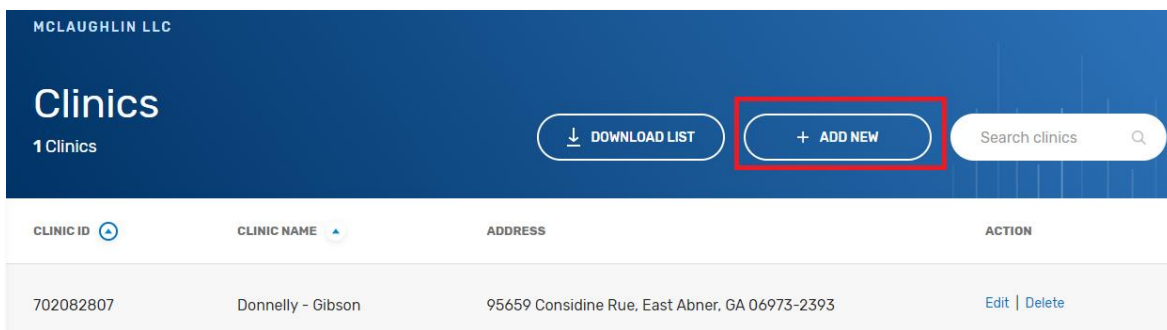 MCLAUGHLIN LLC
Clinics
1 Clinics
DOWNLOAD LIST
+ ADD NEW
Search clinics
CLINIC ID CLINIC NAME ADDRESS ACTION
702082807 Donnelly - Gibson 95659 Considine Rue, East Abner, GA 06973-2393 Edit | Delete